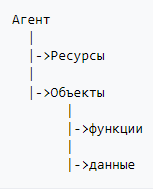 Агент
|
|->Ресурсы
|
|->Объекты
|
|->функции
|
|->данные